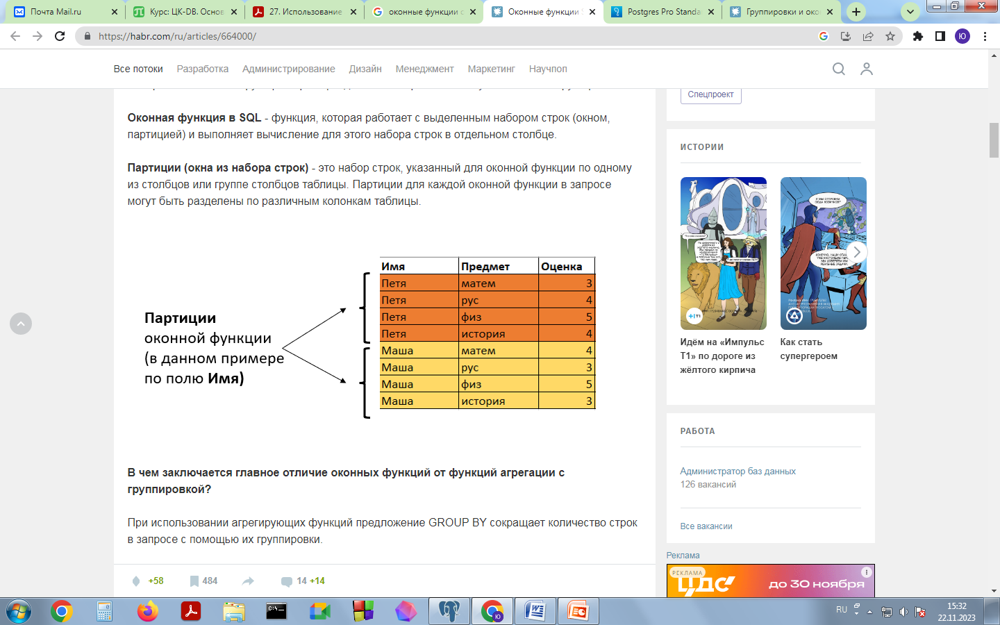 Почта Mail.ru
Курс: ЦК-DB. Основ
27. Использование
оконные функции с
Оконные функции
Postgres Pro Standa
Группировки и око
https://habr.com/ru/articles/664000/
Ю
Все потоки Разработка Администрирование Дизайн Менеджмент Маркетинг Научпоп
Спецпроект
Оконная функция в SQL - функция, которая работает с выделенным набором строк (окном,
партицией) и выполняет вычисление для этого набора строк в отдельном столбце.
Партиции (окна из набора строк) - это набор строк, указанный для оконной функции по одному
из столбцов или группе столбцов таблицы. Партиции для каждой оконной функции в запросе
могут быть разделены по различным колонкам таблицы.
Партиции
оконной функции
(в данном примере
по полю Имя)
Имя Предмет Оценка
Петя матем 3
Петя рус 4
Петя физ 5
Петя история 4
Маша матем 4
Маша рус 3
Маша физ 5
Маша история 3
В чем заключается главное отличие оконных функций от функций агрегации с
группировкой?
При использовании агрегирующих функций предложение GROUP BY сокращает количество строк
в запросе с помощью их группировки.
+58 484 14 +14
ИСТОРИИ
Идём на «Импульс
Т1» по дороге из
жёлтого кирпича
Как стать
супергероем
РАБОТА
Администратор баз данных
126 вакансий
Все вакансии
Реклама
РЕКЛАМА
ЦДС
до 30 ноября
RU
15:32
22.11.2023